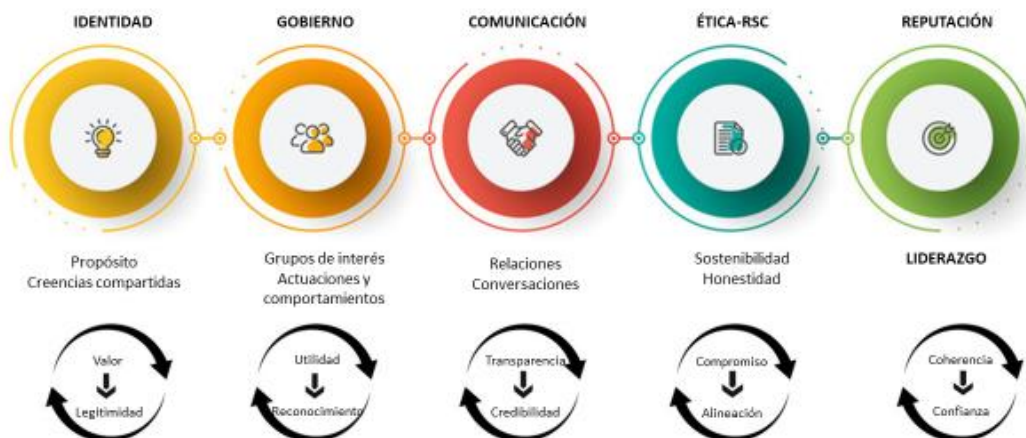 IDENTIDAD
GOBIERNO
COMUNICACIÓN
ÉTICA-RSC
REPUTACIÓN
Propósito
Creencias compartidas
Grupos de interés
Actuaciones y
comportamientos
Relaciones
Conversaciones
Sostenibilidad
Honestidad
LIDERAZGO
Valor
Legitimidad
Utilidad
Reconocimiento
Transparencia
Credibilidad
Compromiso
Alineación
Coherencia
Confianza